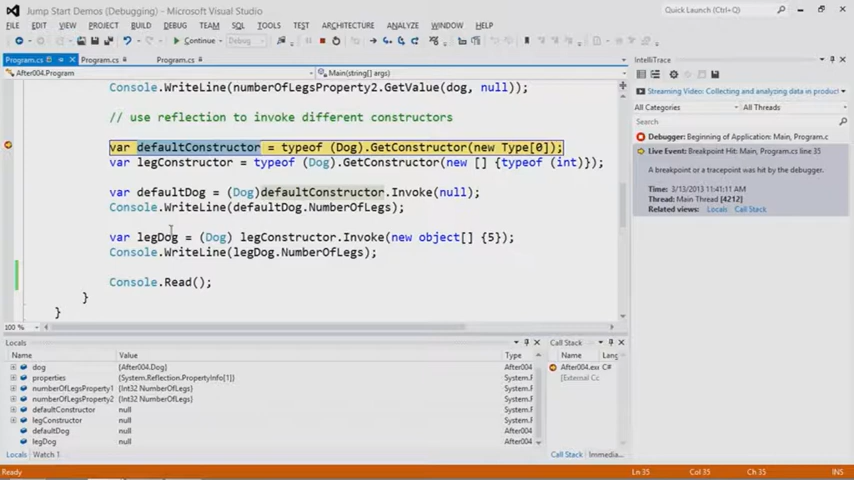 Jump Start Demos (Debugging) - Microsoft Visual Studio
Quick Launch (Ctrl+Q)
FILE EDIT VIEW PROJECT BUILD DEBUG TEAM SQL TOOLS TEST ARCHITECTURE ANALYZE WINDOW HELP
Continue Debug
Program.cs Program.cs Program.cs
After004.Program Main(string[] args)
Console.WriteLine(numberOfLegsProperty2.GetValue(dog, null));
// use reflection to invoke different constructors
var defaultConstructor = typeof (Dog).GetConstructor(new Type[0]);
var legConstructor = typeof (Dog).GetConstructor(new [] {typeof (int)});
var defaultDog = (Dog)defaultConstructor.Invoke(null);
Console.WriteLine(defaultDog.NumberOfLegs);
var legDog = (Dog) legConstructor.Invoke(new object[] {5});
Console.WriteLine(legDog.NumberOfLegs);
Console.Read();
}
}
100 %
IntelliTrace
Streaming Video: Collecting and analyzing data in product
All Categories All Threads
Search
Debugger: Beginning of Application: Main, Program.c
Live Event: Breakpoint Hit: Main, Program.cs line 35
A breakpoint or a tracepoint was hit by the debugger.
Time: 3/13/2013 11:41:11 AM
Thread: Main Thread [4212]
Related views: Locals Call Stack
Locals
Name Value Type
dog {After004.Dog} After004
properties {System.Reflection.PropertyInfo[1]} System.F
numberOfLegsProperty1 {Int32 NumberOfLegs} System.F
numberOfLegsProperty2 {Int32 NumberOfLegs} System.F
defaultConstructor null System.F
legConstructor null System.F
defaultDog null After004
legDog null After004
Locals Watch 1
Call Stack
Name Lang
After004.ex C#
[External Co
Call Stack Immedia...
Ready
Ln 35 Col 35 Ch 35 INS